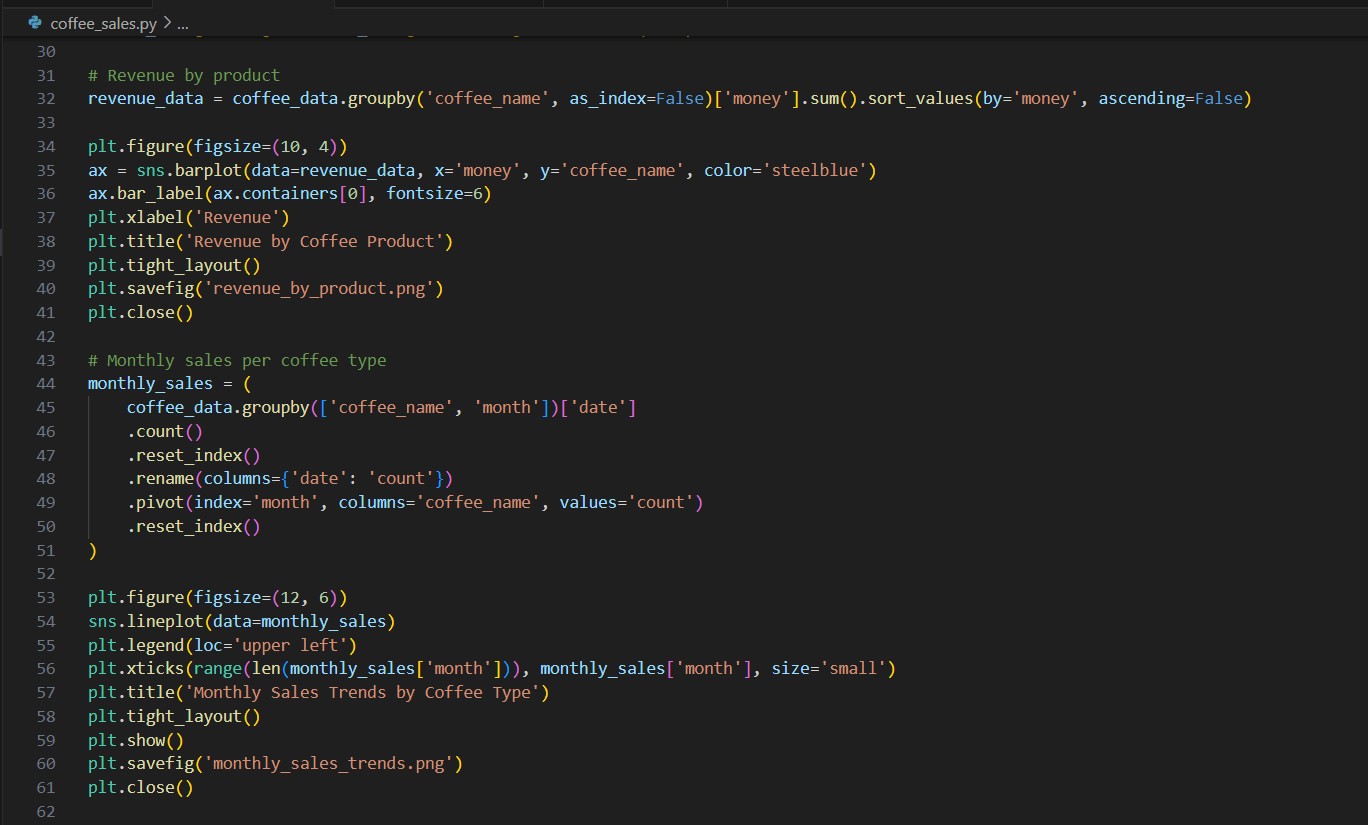 coffee_sales.py > ...
30
31 # Revenue by product
32 revenue_data = coffee_data.groupby('coffee_name', as_index=False)['money'].sum().sort_values(by='money', ascending=False)
33
34 plt.figure(figsize=(10, 4))
35 ax = sns.barplot(data=revenue_data, x='money', y='coffee_name', color='steelblue')
36 ax.bar_label(ax.containers[0], fontsize=6)
37 plt.xlabel('Revenue')
38 plt.title('Revenue by Coffee Product')
39 plt.tight_layout()
40 plt.savefig('revenue_by_product.png')
41 plt.close()
42
43 # Monthly sales per coffee type
44 monthly_sales = (
45     coffee_data.groupby(['coffee_name', 'month'])['date']
46     .count()
47     .reset_index()
48     .rename(columns={'date': 'count'})
49     .pivot(index='month', columns='coffee_name', values='count')
50     .reset_index()
51 )
52
53 plt.figure(figsize=(12, 6))
54 sns.lineplot(data=monthly_sales)
55 plt.legend(loc='upper left')
56 plt.xticks(range(len(monthly_sales['month'])), monthly_sales['month'], size='small')
57 plt.title('Monthly Sales Trends by Coffee Type')
58 plt.tight_layout()
59 plt.show()
60 plt.savefig('monthly_sales_trends.png')
61 plt.close()
62